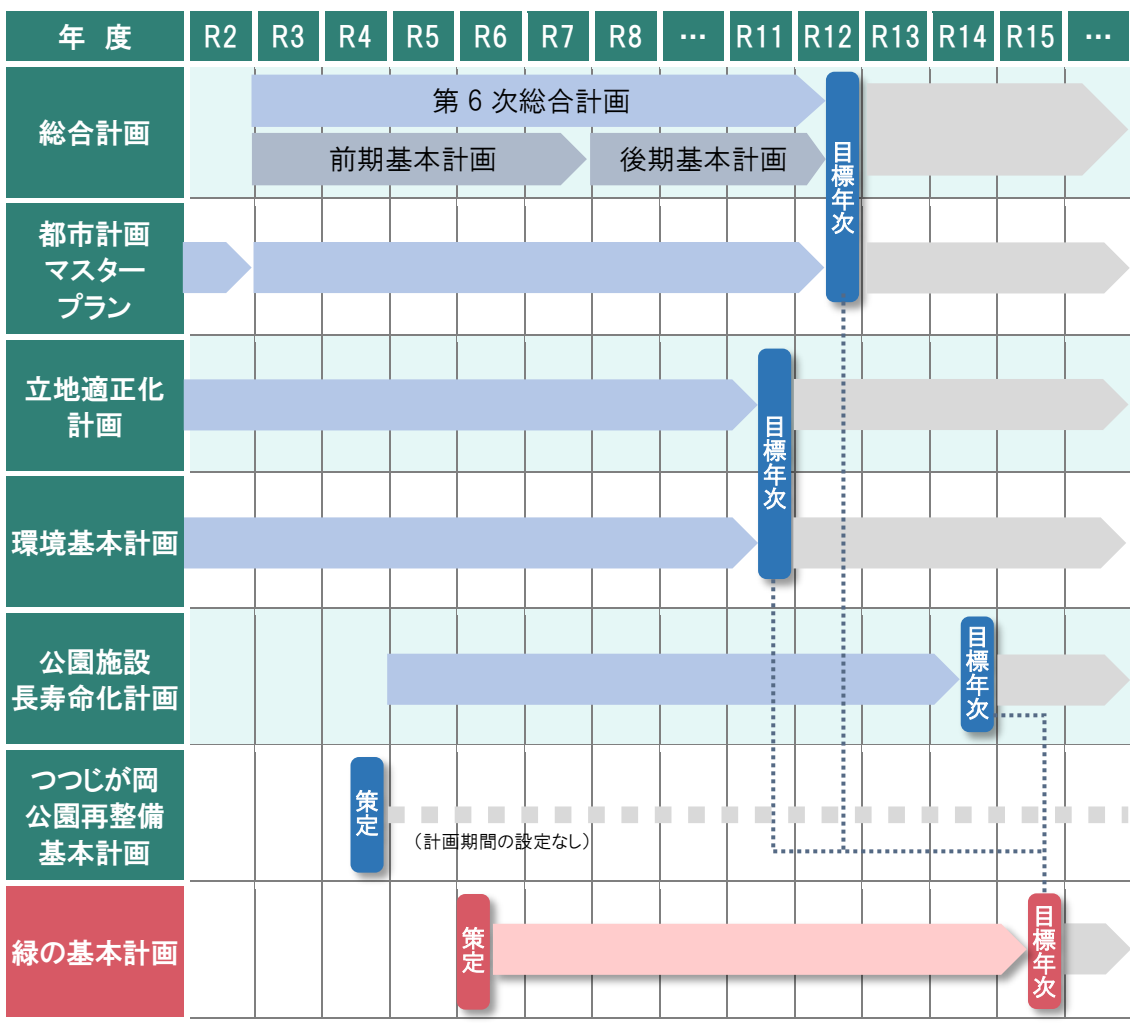 年 度 R2 R3 R4 R5 R6 R7 R8 … R11 R12 R13 R14 R15 …
総合計画
第 6 次総合計画
前期基本計画 後期基本計画
目標年次
都市計画
マスター
プラン
立地適正化
計画
目標年次
環境基本計画
公園施設
長寿命化計画
目標年次
つつじが岡
公園再整備
基本計画
策定
（計画期間の設定なし）
緑の基本計画
策定
目標年次